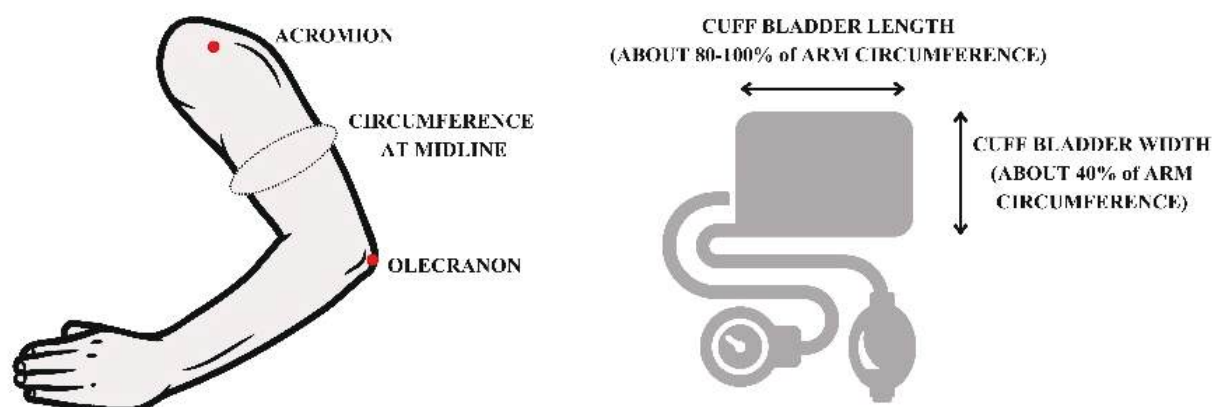 ACROMION
CIRCUMFERENCE
AT MIDLINE
OLECRANON
CUFF BLADDER LENGTH
(ABOUT 80-100% of ARM CIRCUMFERENCE)
CUFF BLADDER WIDTH
(ABOUT 40% of ARM
CIRCUMFERENCE)